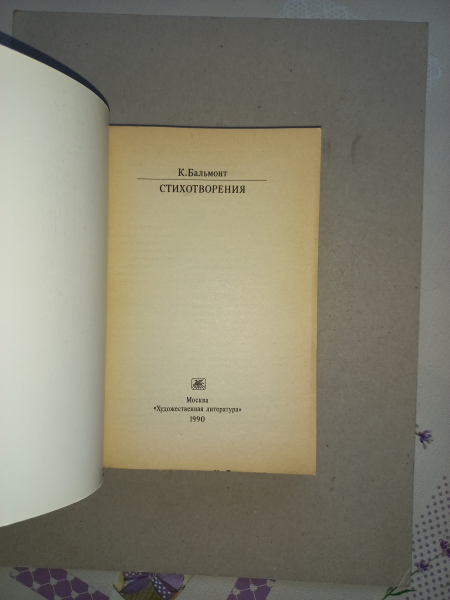 К. Бальмонт
СТИХОТВОРЕНИЯ
Москва
«Художественная литература»
1990